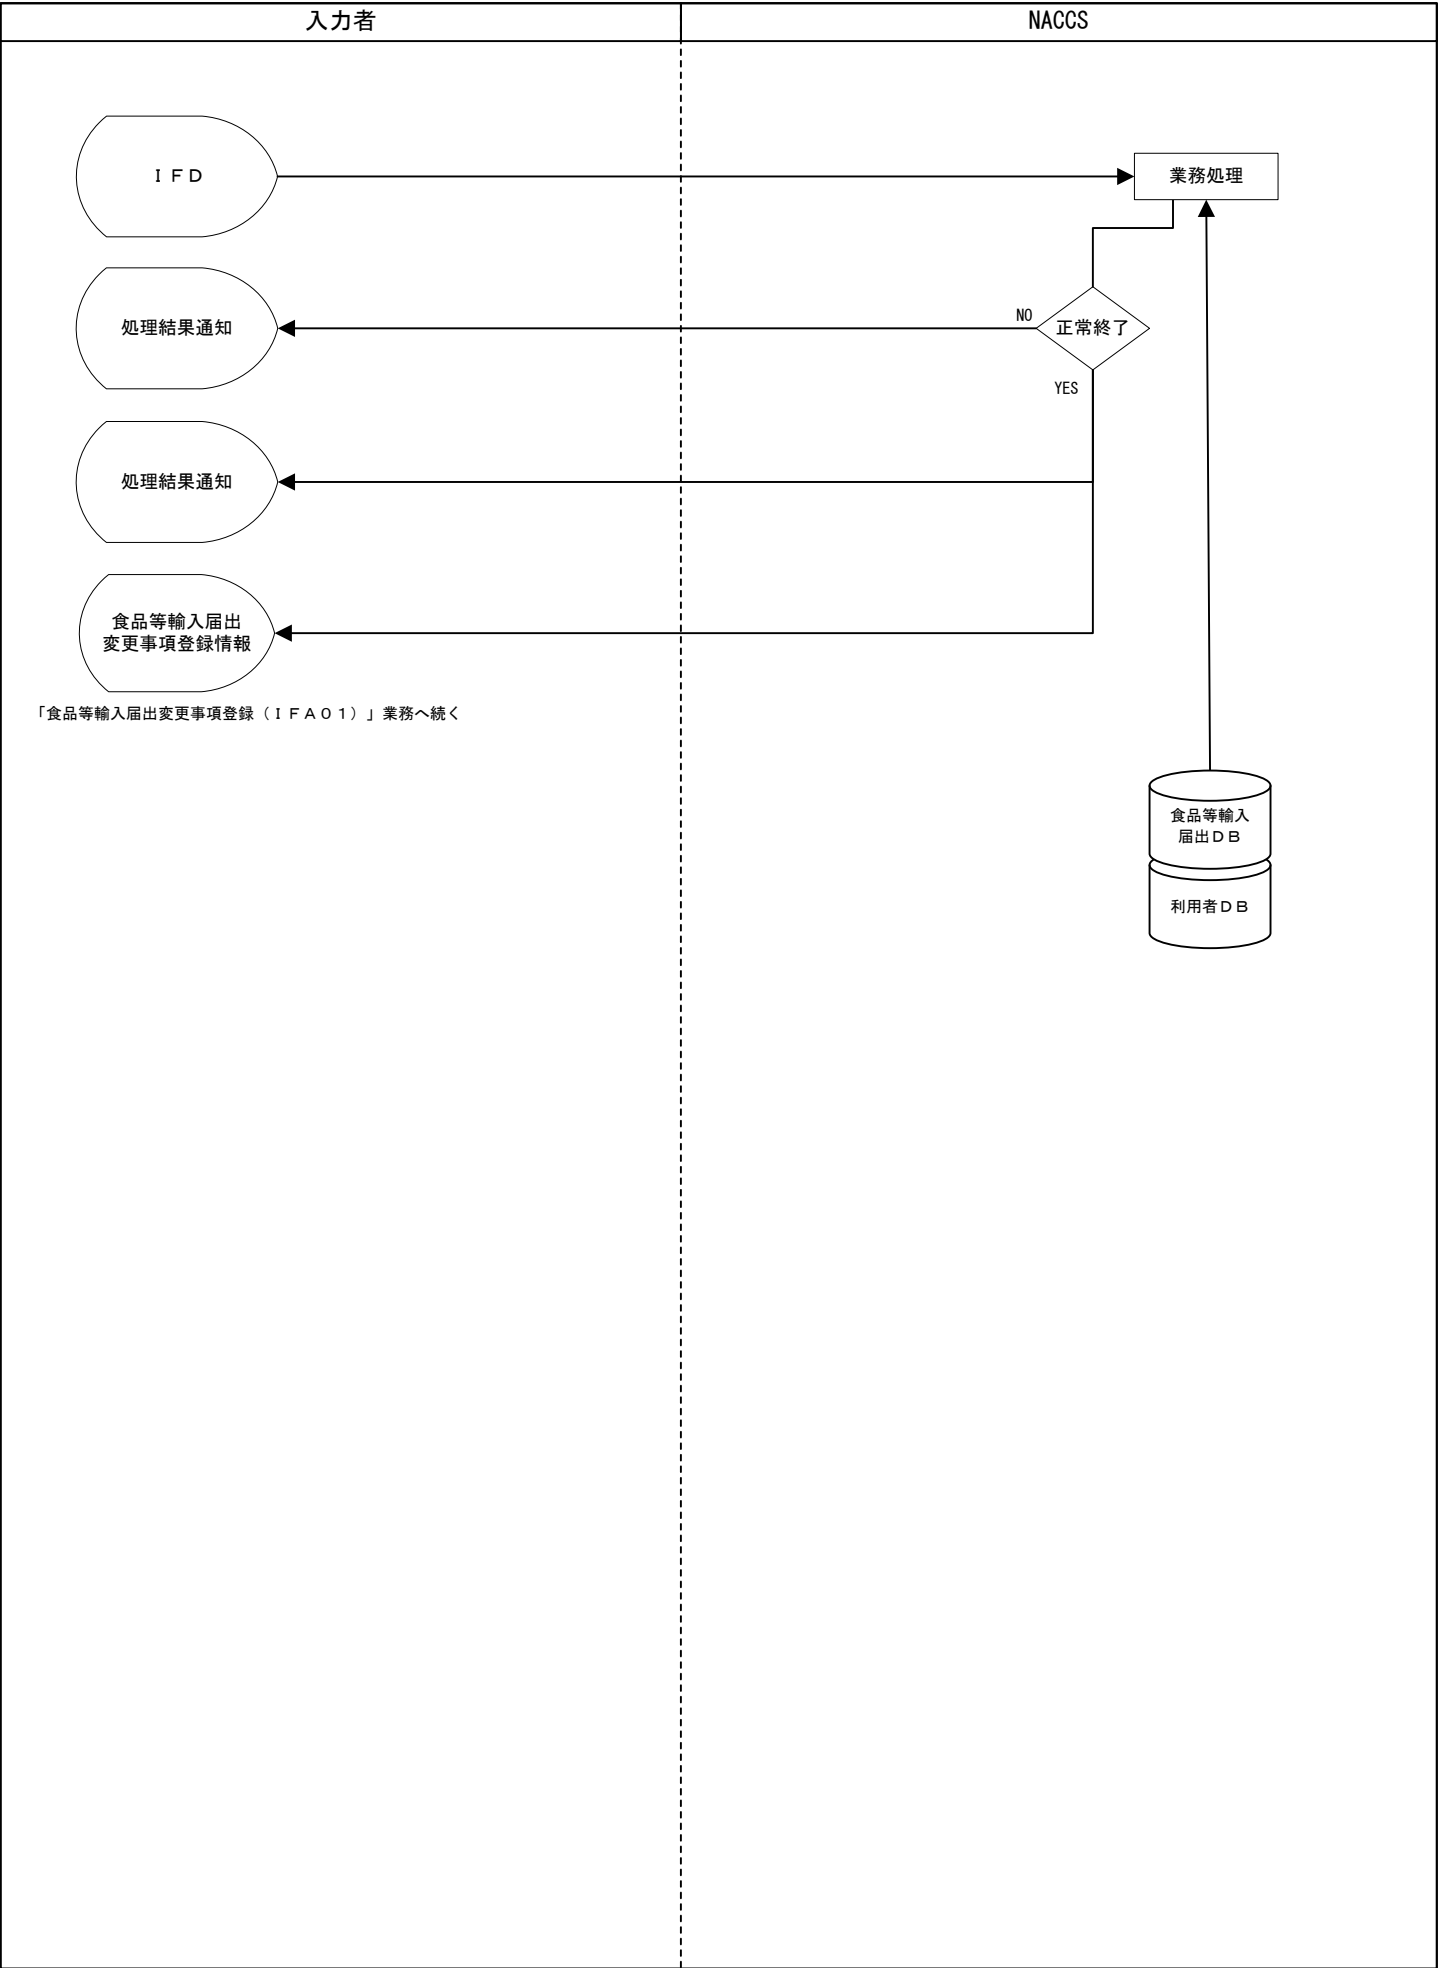 入力者
NACCS
ＩＦＤ
業務処理
処理結果通知
NO
正常終了
YES
処理結果通知
食品等輸入届出
変更事項登録情報
「食品等輸入届出変更事項登録（ＩＦＡ０１）」業務へ続く
食品等輸入
届出ＤＢ
利用者ＤＢ